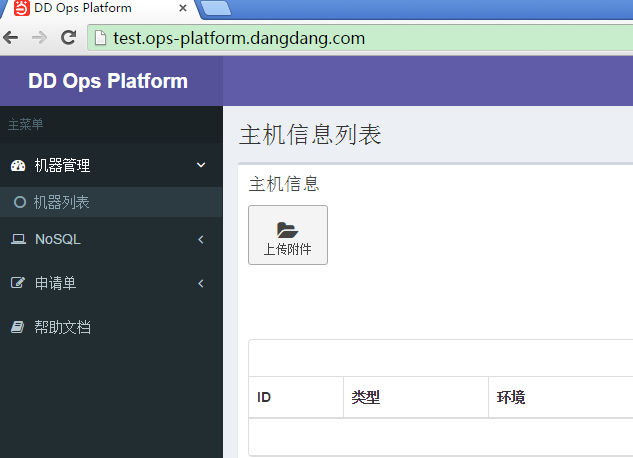 DD Ops Platform
test.ops-platform.dangdang.com
DD Ops Platform
主菜单
机器管理
机器列表
NoSQL
申请单
帮助文档
主机信息列表
主机信息
上传附件
ID 类型 环境